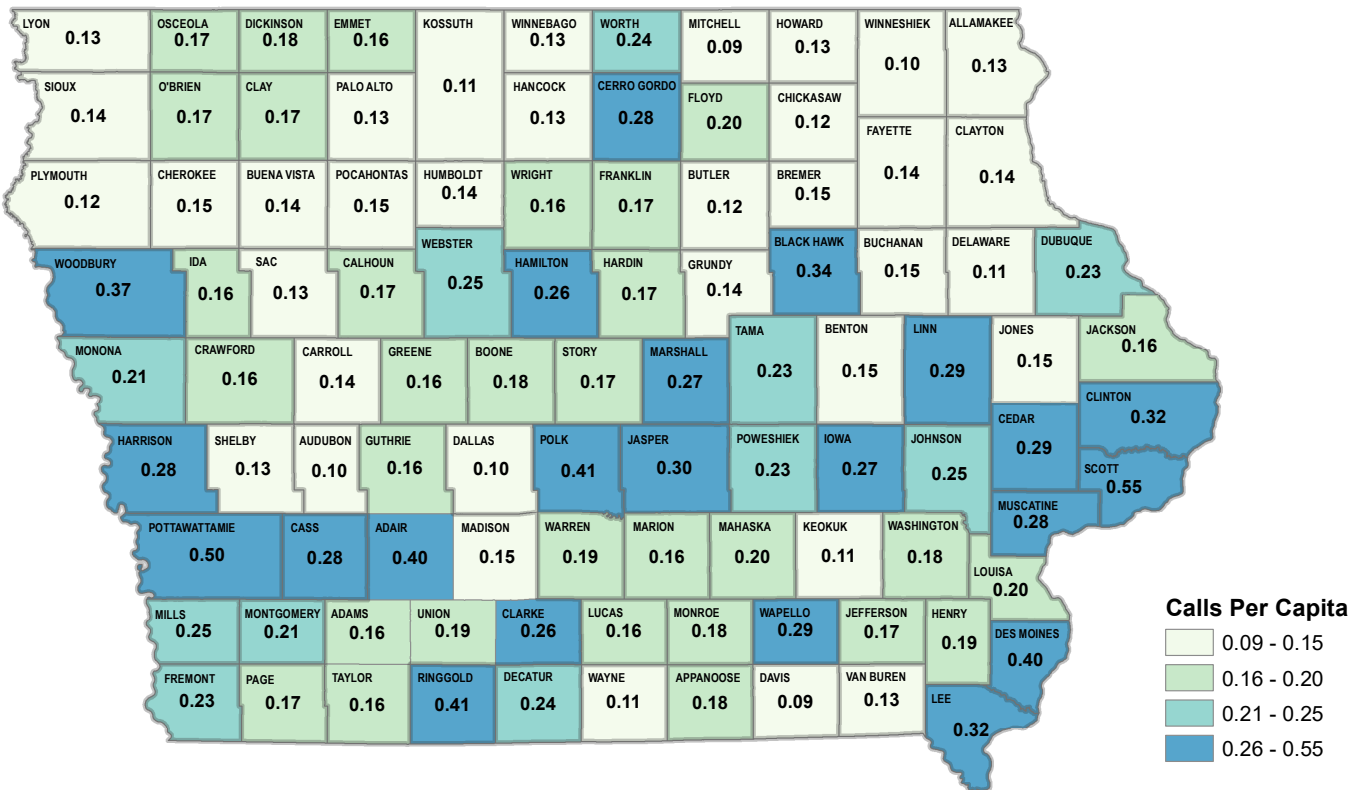 LYON
0.13
OSCEOLA
0.17
DICKINSON
0.18
EMMET
0.16
KOSSUTH
0.11
WINNEBAGO
0.13
WORTH
0.24
MITCHELL
0.09
HOWARD
0.13
WINNESHIEK
0.10
ALLAMAKEE
0.13
SIOUX
0.14
O'BRIEN
0.17
CLAY
0.17
PALO ALTO
0.13
HANCOCK
0.13
CERRO GORDO
0.28
FLOYD
0.20
CHICKASAW
0.12
FAYETTE
0.14
CLAYTON
0.14
PLYMOUTH
0.12
CHEROKEE
0.15
BUENA VISTA
0.14
POCAHONTAS
0.15
HUMBOLDT
0.14
WRIGHT
0.16
FRANKLIN
0.17
BUTLER
0.12
BREMER
0.15
WOODBURY
0.37
IDA
0.16
SAC
0.13
CALHOUN
0.17
WEBSTER
0.25
HAMILTON
0.26
HARDIN
0.17
GRUNDY
0.14
BLACK HAWK
0.34
BUCHANAN
0.15
DELAWARE
0.11
DUBUQUE
0.23
MONONA
0.21
CRAWFORD
0.16
CARROLL
0.14
GREENE
0.16
BOONE
0.18
STORY
0.17
MARSHALL
0.27
TAMA
0.23
BENTON
0.15
LINN
0.29
JONES
0.15
JACKSON
0.16
HARRISON
0.28
SHELBY
0.13
AUDUBON
0.10
GUTHRIE
0.16
DALLAS
0.10
POLK
0.41
JASPER
0.30
POWESHIEK
0.23
IOWA
0.27
JOHNSON
0.25
CEDAR
0.29
CLINTON
0.32
SCOTT
0.55
MUSCATINE
0.28
POTTAWATTAMIE
0.50
CASS
0.28
ADAIR
0.40
MADISON
0.15
WARREN
0.19
MARION
0.16
MAHASKA
0.20
KEOKUK
0.11
WASHINGTON
0.18
LOUISA
0.20
MILLS
0.25
MONTGOMERY
0.21
ADAMS
0.16
UNION
0.19
CLARKE
0.26
LUCAS
0.16
MONROE
0.18
WAPELLO
0.29
JEFFERSON
0.17
HENRY
0.19
DES MOINES
0.40
FREMONT
0.23
PAGE
0.17
TAYLOR
0.16
RINGGOLD
0.41
DECATUR
0.24
WAYNE
0.11
APPANOOSE
0.18
DAVIS
0.09
VAN BUREN
0.13
LEE
0.32
Calls Per Capita
0.09 - 0.15
0.16 - 0.20
0.21 - 0.25
0.26 - 0.55